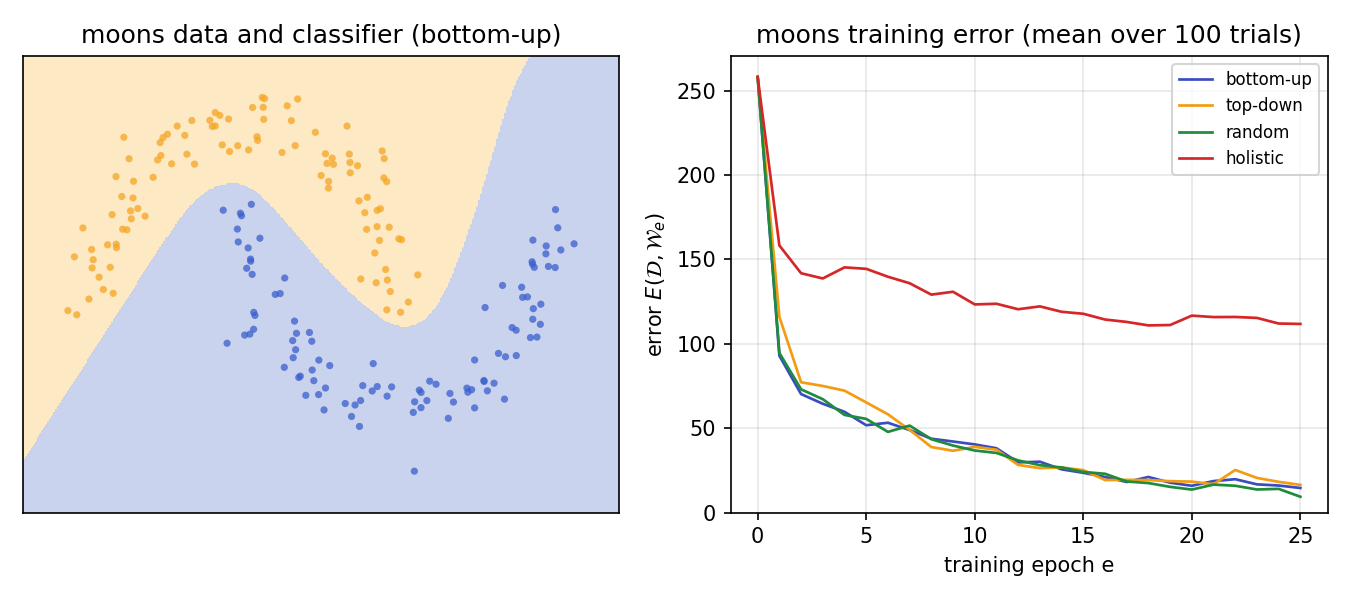 moons data and classifier (bottom-up)
moons training error (mean over 100 trials)
error E(𝒟, 𝒲ₑ)
250
200
150
100
50
0
0 5 10 15 20 25
training epoch e
bottom-up
top-down
random
holistic